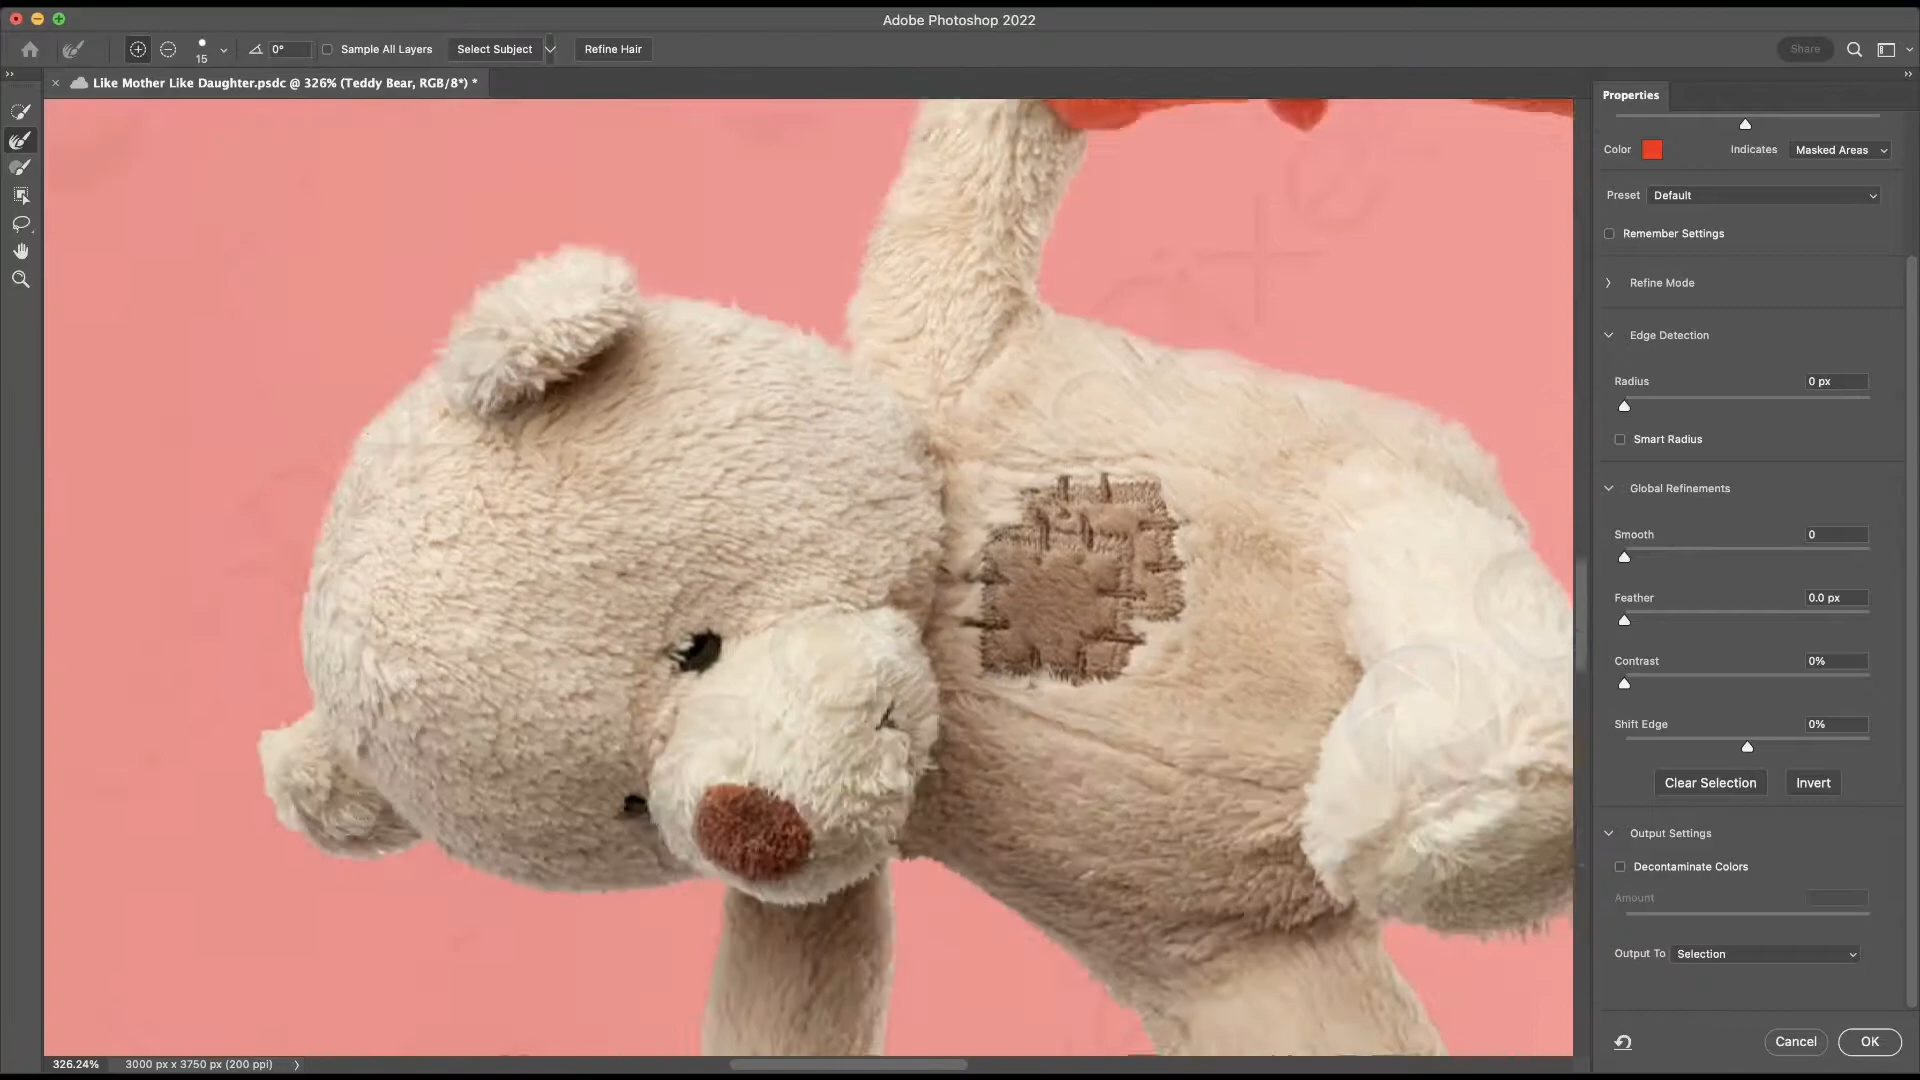 Adobe Photoshop 2022
15
0°
Sample All Layers
Select Subject
Refine Hair
Share
Like Mother Like Daughter.psdc @ 326% (Teddy Bear, RGB/8*) *
Properties
Color
Indicates
Masked Areas
Preset
Default
Remember Settings
Refine Mode
Edge Detection
Radius
0 px
Smart Radius
Global Refinements
Smooth
0
Feather
0.0 px
Contrast
0%
Shift Edge
0%
Clear Selection
Invert
Output Settings
Decontaminate Colors
Amount
Output To
Selection
Cancel
OK
326.24%
3000 px x 3750 px (200 ppi)